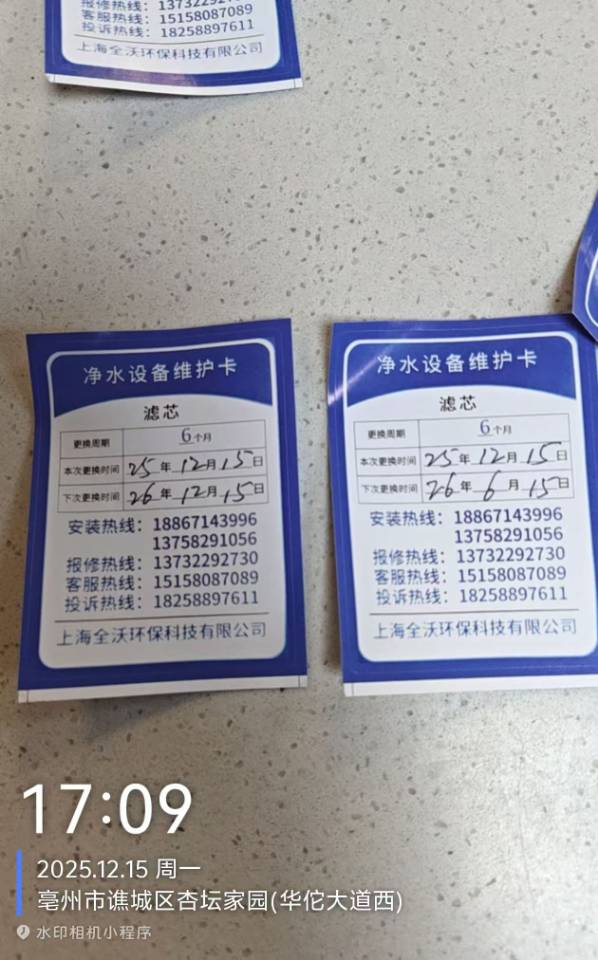 报修热线：13732292730
客服热线：15158087089
投诉热线：18258897611
上海全沃环保科技有限公司
净水设备维护卡
滤芯
更换周期 6个月
本次更换时间 25年12月15日
下次更换时间 26年12月15日
安装热线：18867143996
13758291056
报修热线：13732292730
客服热线：15158087089
投诉热线：18258897611
上海全沃环保科技有限公司
净水设备维护卡
滤芯
更换周期 6个月
本次更换时间 25年12月15日
下次更换时间 26年6月15日
安装热线：18867143996
13758291056
报修热线：13732292730
客服热线：15158087089
投诉热线：18258897611
上海全沃环保科技有限公司
17:09
2025.12.15 周一
亳州市谯城区杏坛家园(华佗大道西)
水印相机小程序